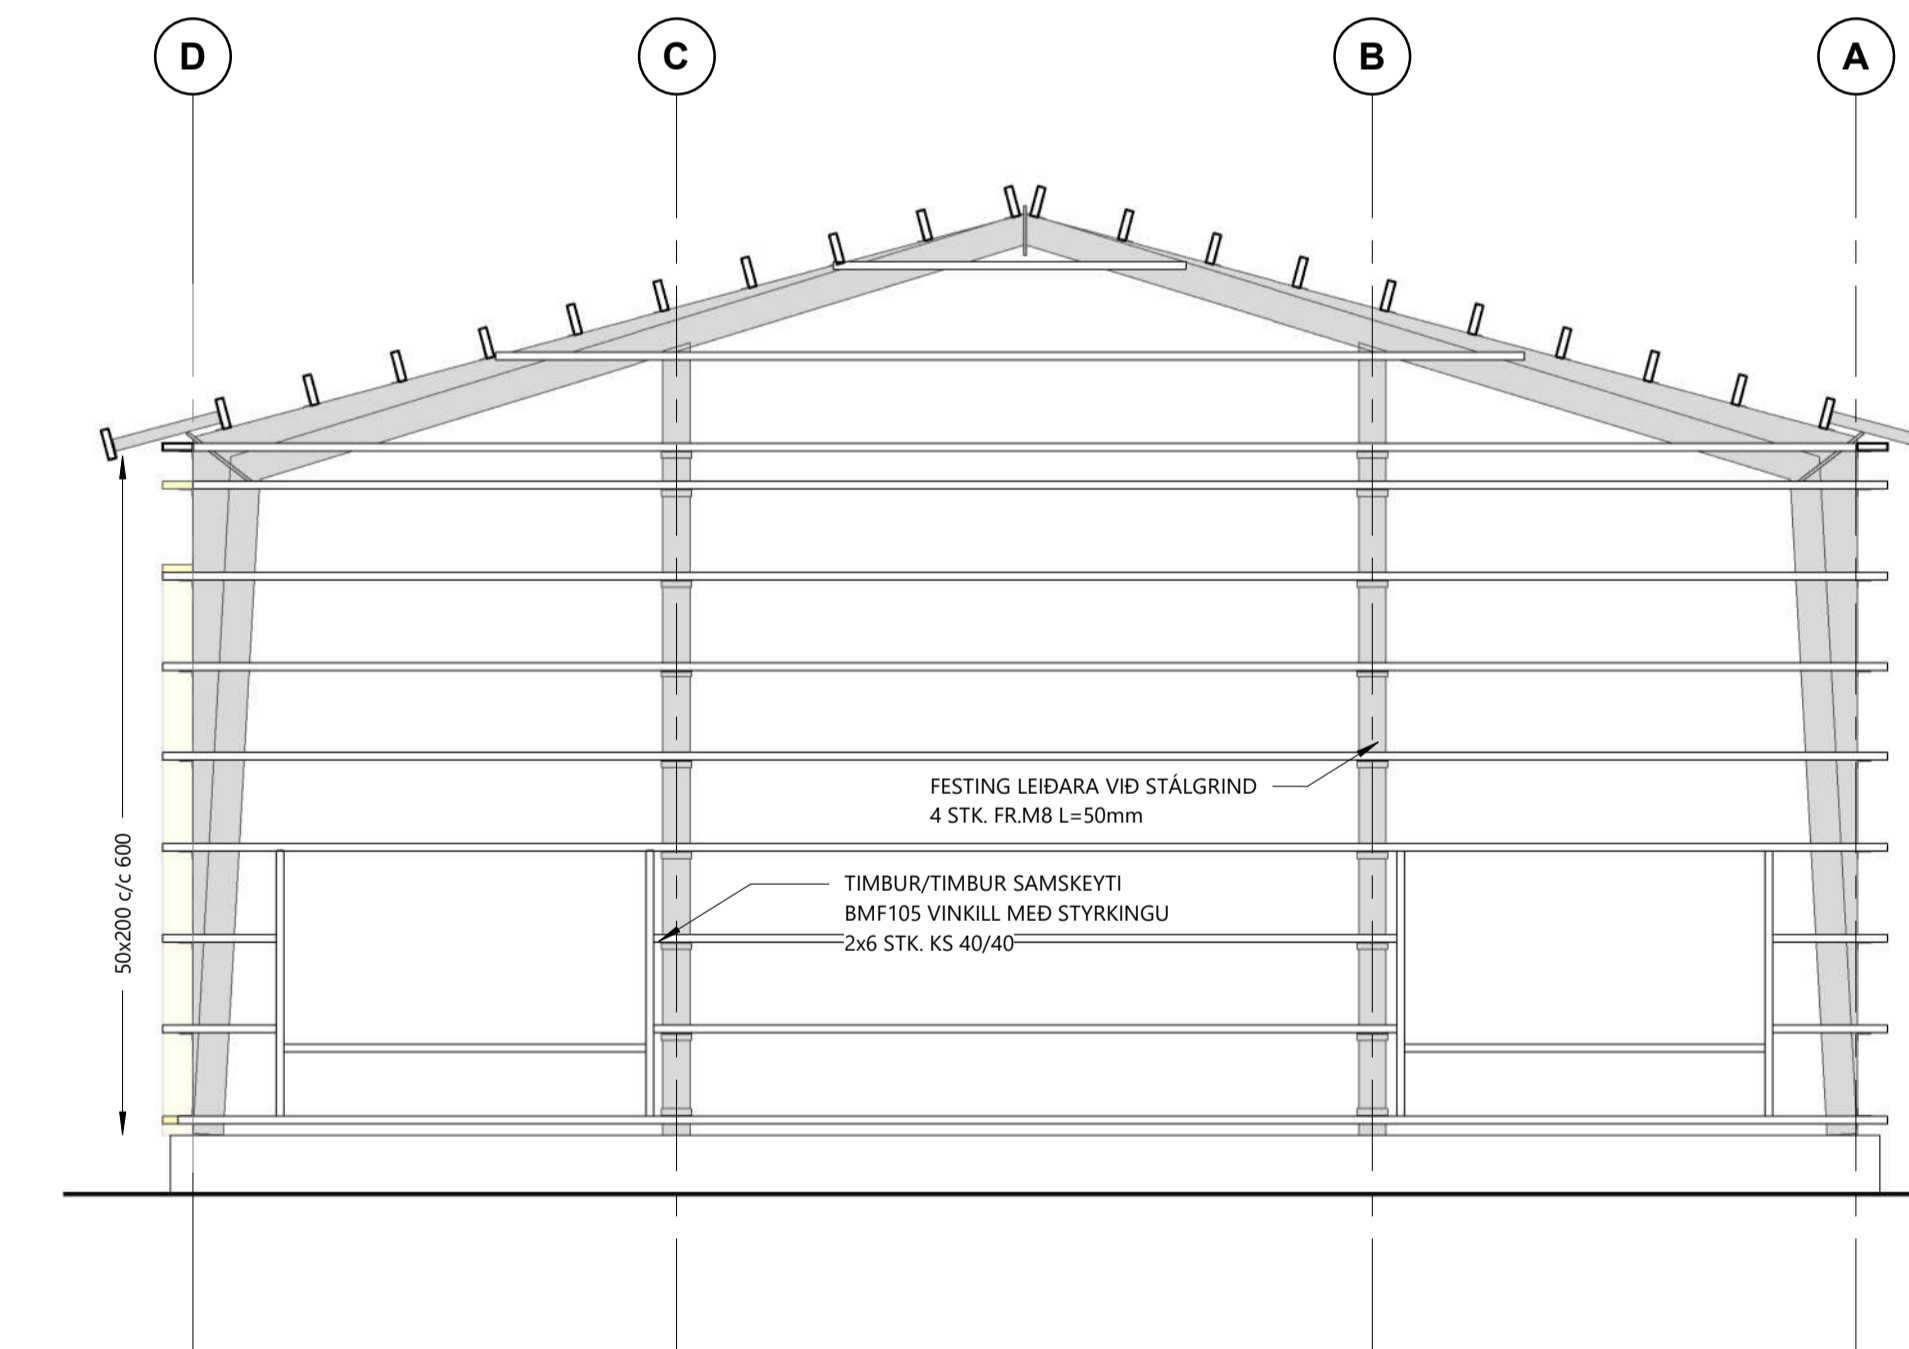 D
C
B
A
FESTING LEIÐARA VIÐ STÁLGRIND
4 STK. FR.M8 L=50mm
TIMBUR/TIMBUR SAMSKEYTI
BMF105 VINKILL MEÐ STYRKINGU
2x6 STK. KS 40/40
50x200 c/c 600